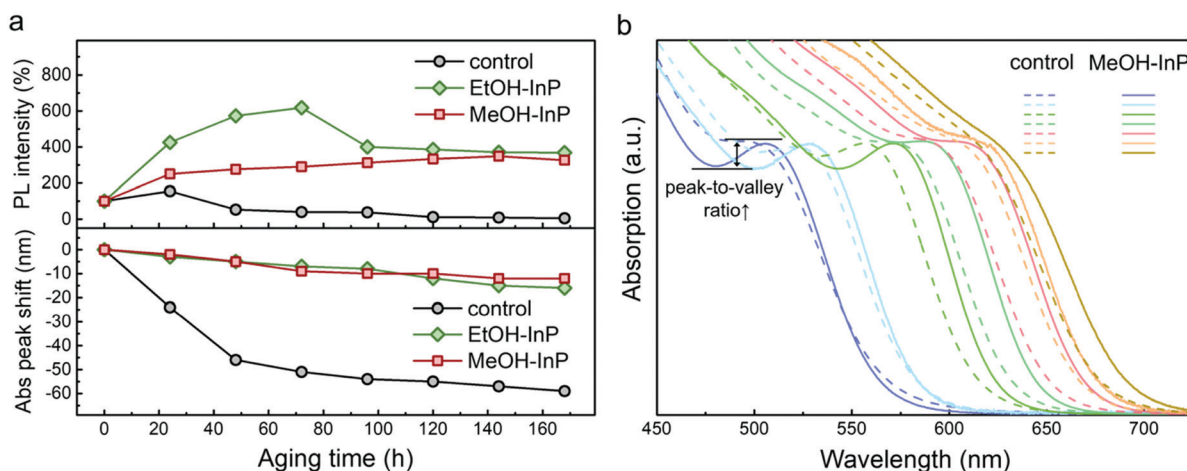 a
PL intensity (%)
800
600
400
200
0
control
EtOH-InP
MeOH-InP
Abs peak shift (nm)
0
-10
-20
-30
-40
-50
-60
control
EtOH-InP
MeOH-InP
0 20 40 60 80 100 120 140 160
Aging time (h)
b
Absorption (a.u.)
control MeOH-InP
peak-to-valley
ratio↑
450 500 550 600 650 700
Wavelength (nm)